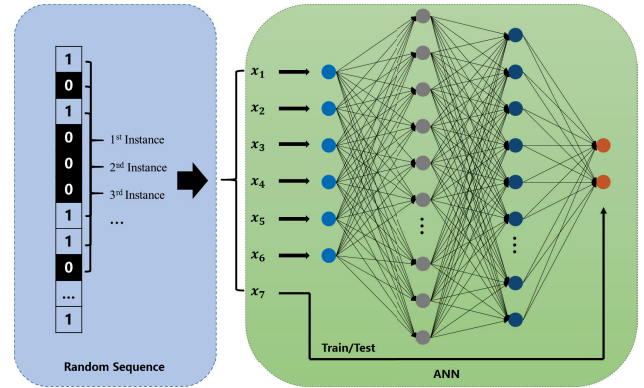 1
0
1
0
0
0
1
1
0
...
1
1st Instance
2nd Instance
3rd Instance
...
Random Sequence
x1
x2
x3
x4
x5
x6
x7
Train/Test
ANN